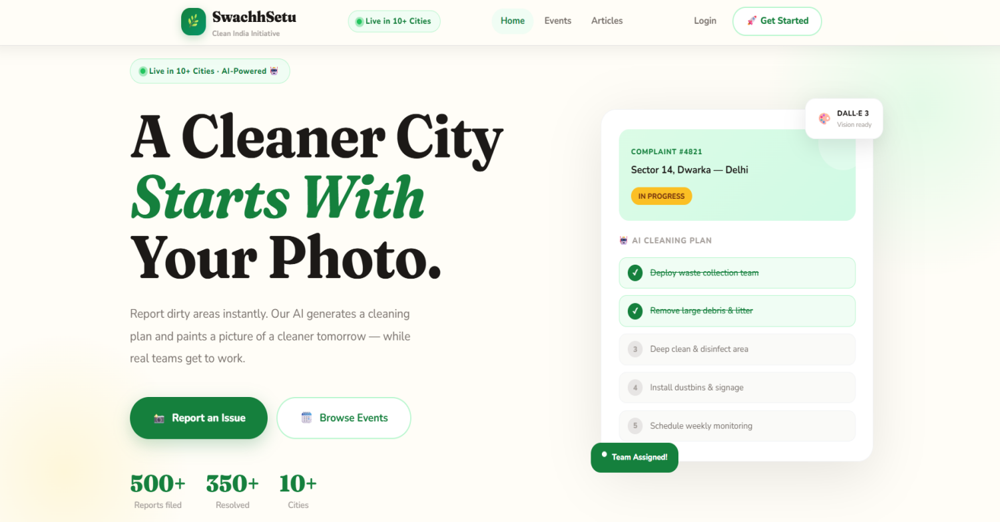 SwachhSetu
Clean India Initiative
Live in 10+ Cities
Home
Events
Articles
Login
Get Started
Live in 10+ Cities · AI-Powered
A Cleaner City
Starts With
Your Photo.
Report dirty areas instantly. Our AI generates a cleaning
plan and paints a picture of a cleaner tomorrow — while
real teams get to work.
Report an Issue
Browse Events
500+
Reports filed
350+
Resolved
10+
Cities
DALL·E 3
Vision ready
COMPLAINT #4821
Sector 14, Dwarka — Delhi
IN PROGRESS
AI CLEANING PLAN
Deploy waste collection team
Remove large debris & litter
3 Deep clean & disinfect area
4 Install dustbins & signage
5 Schedule weekly monitoring
Team Assigned!